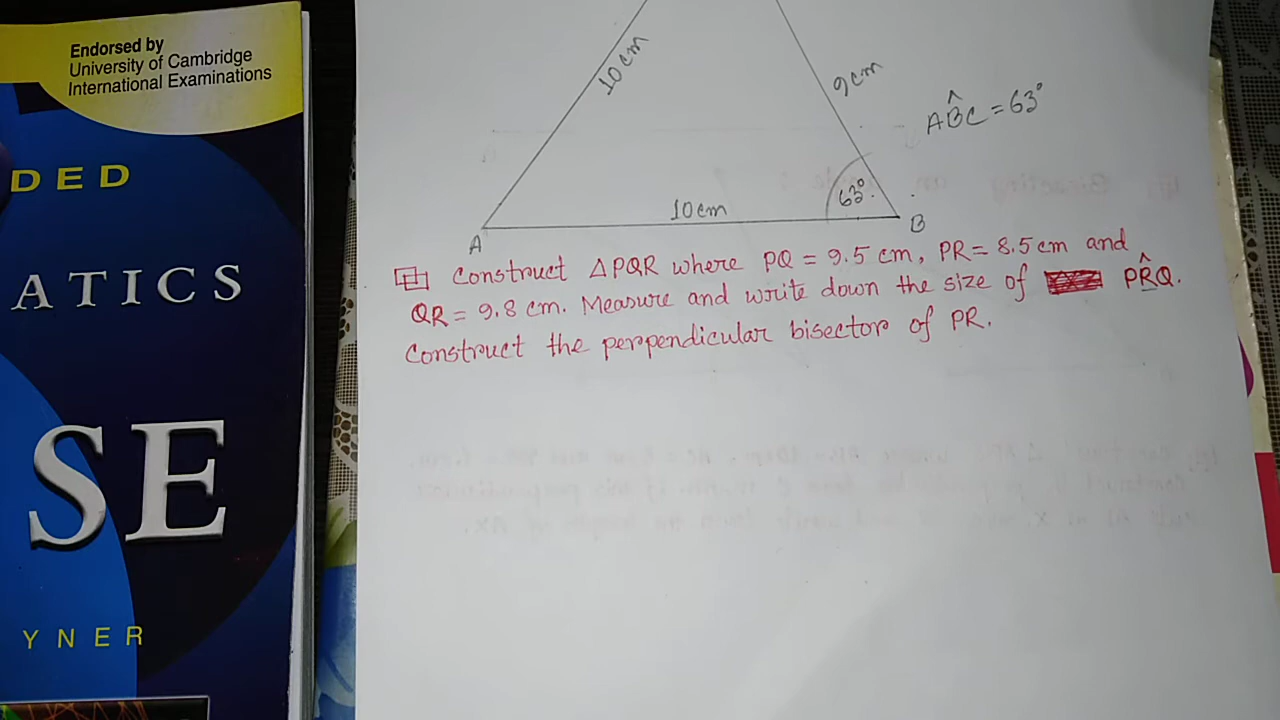 Endorsed by
University of Cambridge
International Examinations
DED
ATICS
SE
YNER
10cm
9cm
AB̂C = 63°
63°
10cm
A
B
Construct △PQR where PQ = 9.5 cm, PR = 8.5 cm and
QR = 9.8 cm. Measure and write down the size of PR̂Q.
Construct the perpendicular bisector of PR.